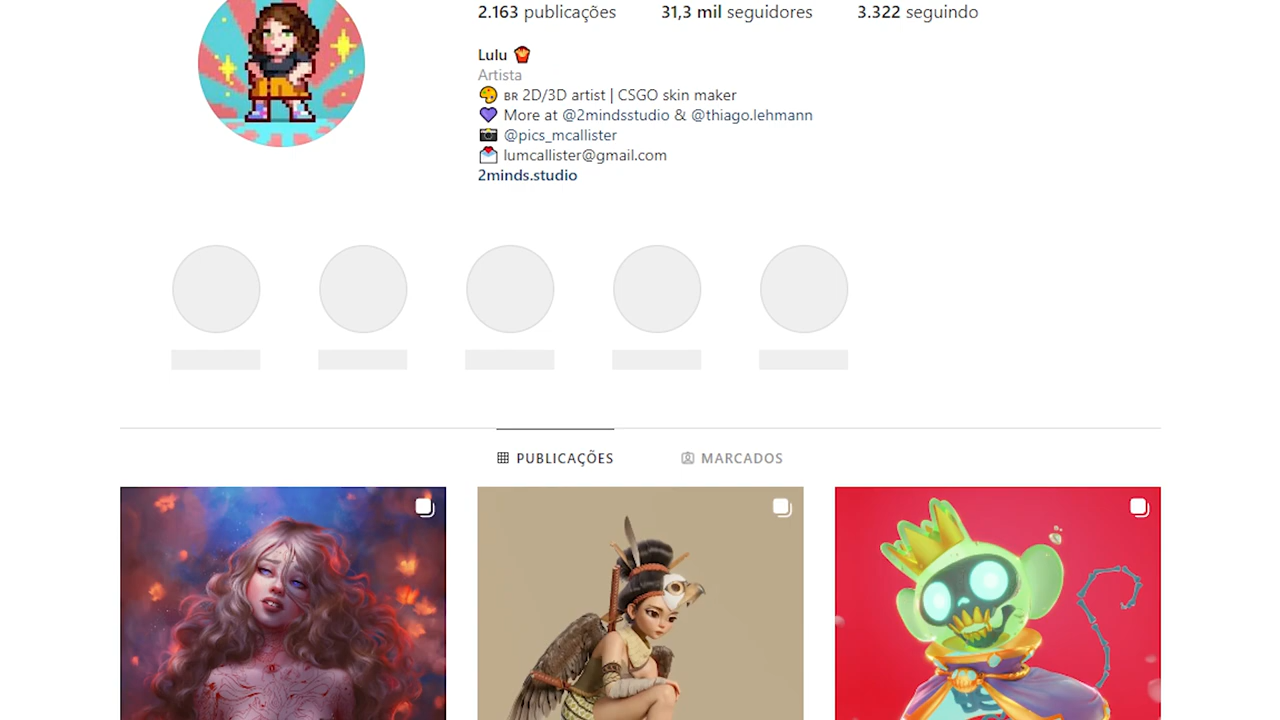 2.163 publicações 31,3 mil seguidores 3.322 seguindo
Lulu
Artista
BR 2D/3D artist | CSGO skin maker
More at @2mindsstudio & @thiago.lehmann
@pics_mcallister
lumcallister@gmail.com
2minds.studio
PUBLICAÇÕES MARCADOS